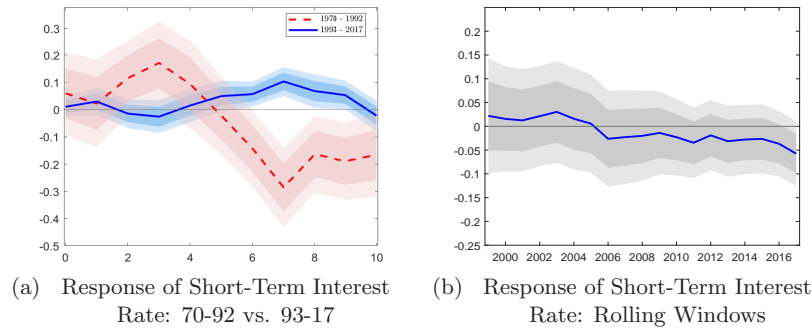 0.3
0.2
0.1
0
-0.1
-0.2
-0.3
-0.4
-0.5
0 2 4 6 8 10
1970 - 1992
1993 - 2017
0.2
0.15
0.1
0.05
0
-0.05
-0.1
-0.15
-0.2
-0.25
2000 2002 2004 2006 2008 2010 2012 2014 2016
(a) Response of Short-Term Interest
Rate: 70-92 vs. 93-17
(b) Response of Short-Term Interest
Rate: Rolling Windows